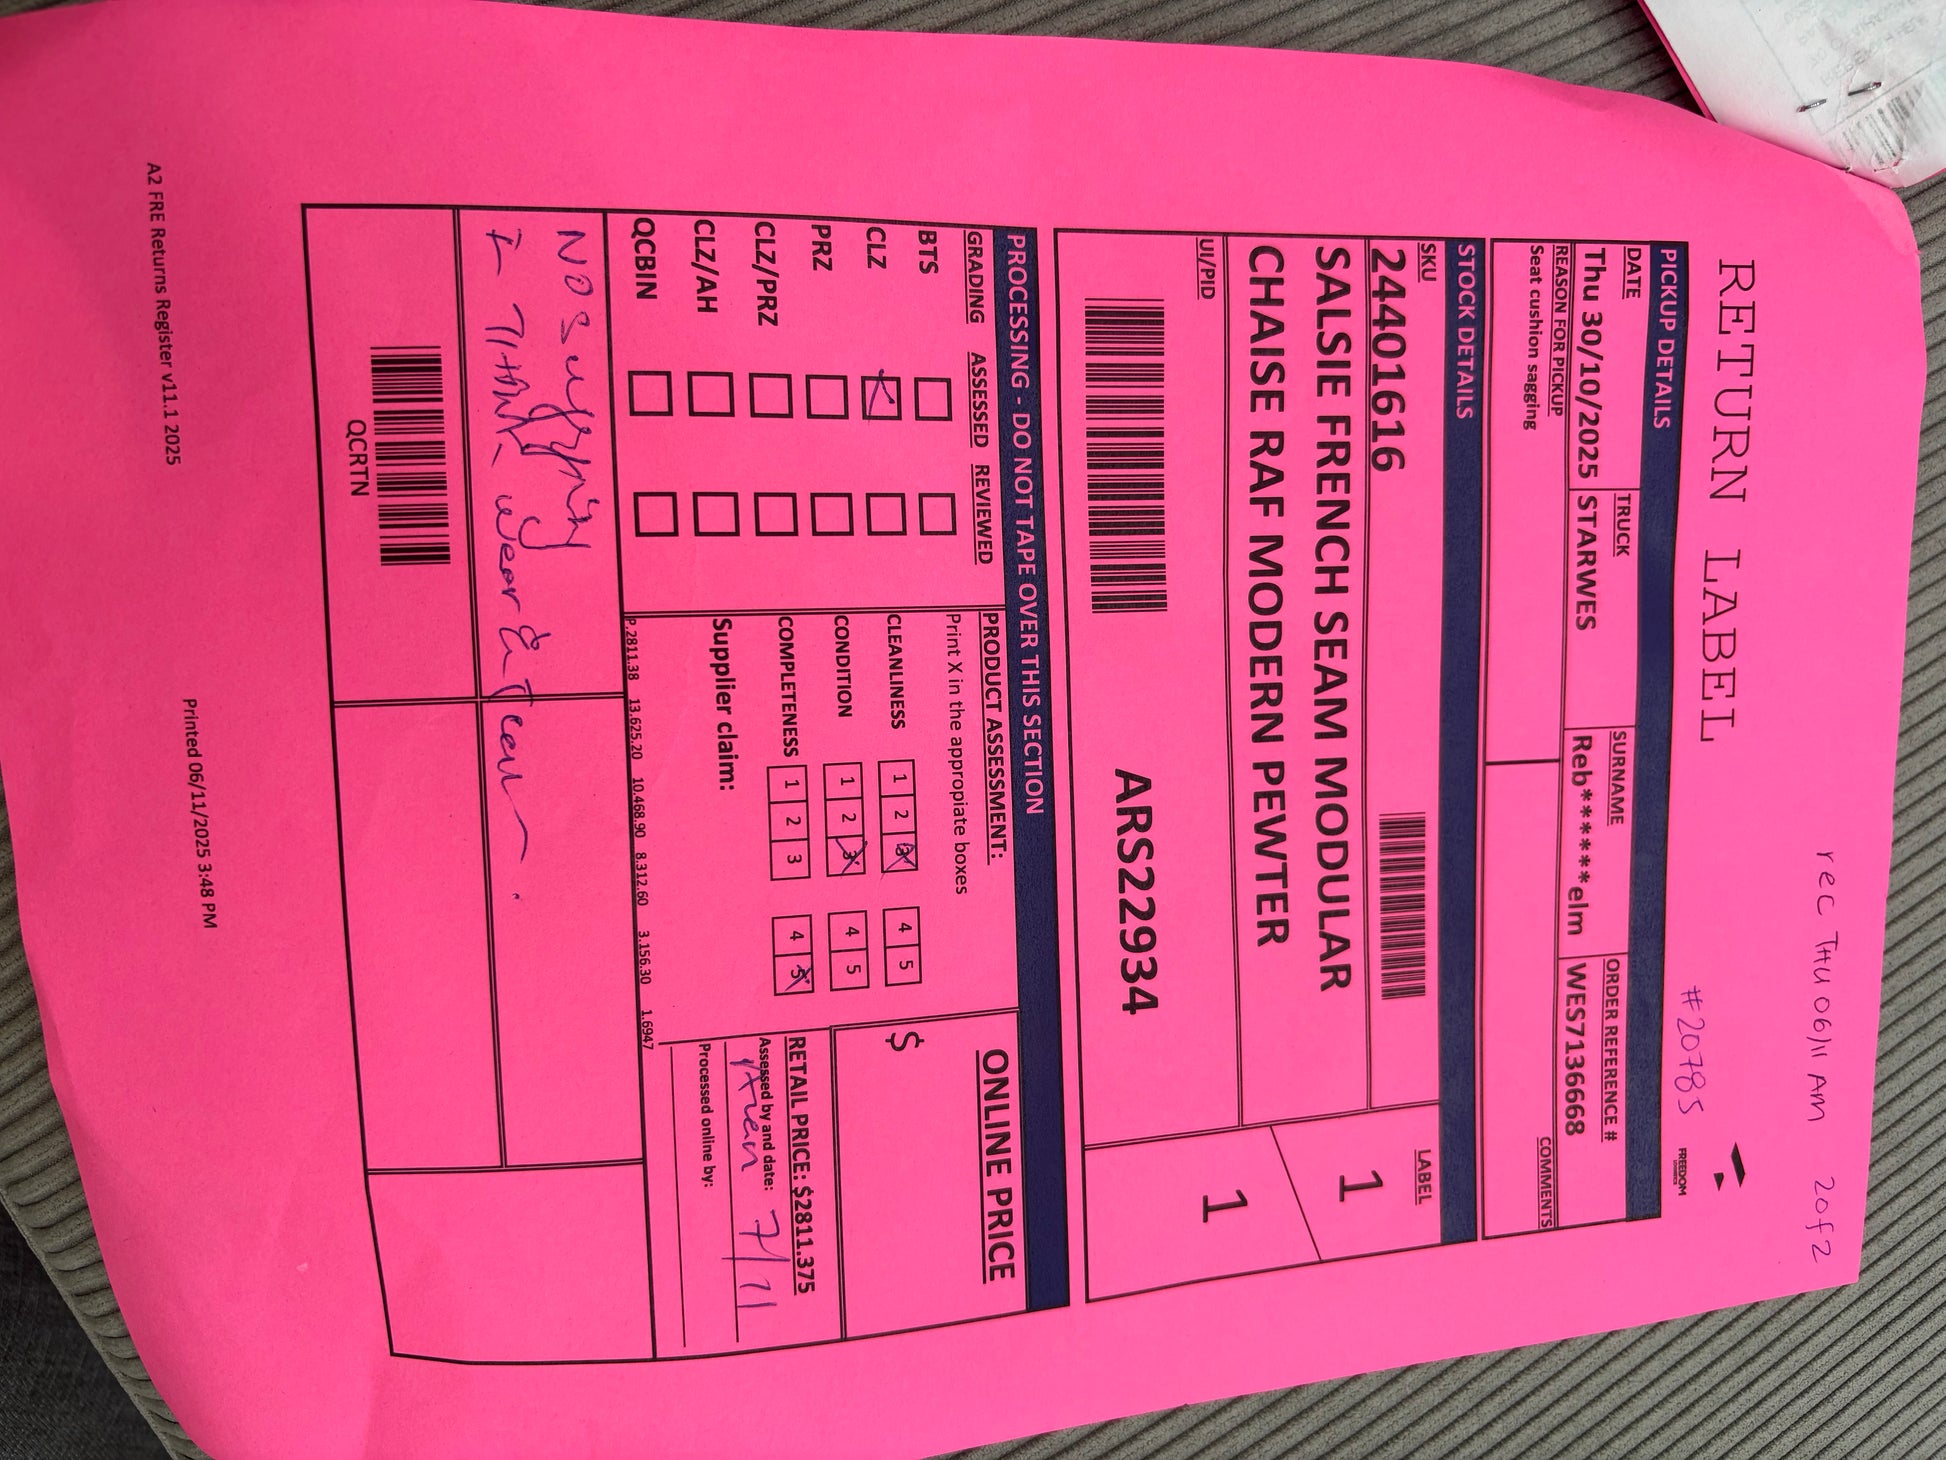 rec THU 06/11 AM 2 of 2
#20785
RETURN LABEL
FREEDOM
PICKUP DETAILS
DATE TRUCK SURNAME ORDER REFERENCE #
Thu 30/10/2025 STARWES Reb******elm WES7136668
REASON FOR PICKUP COMMENTS
Seat cushion sagging
STOCK DETAILS
SKU LABEL
24401616
SALSIE FRENCH SEAM MODULAR
CHAISE RAF MODERN PEWTER
1
1
UI/PID
ARS22934
PROCESSING - DO NOT TAPE OVER THIS SECTION
GRADING ASSESSED REVIEWED
BTS
CLZ
PRZ
CLZ/PRZ
CLZ/AH
QCBIN
PRODUCT ASSESSMENT:
Print X in the appropiate boxes
CLEANLINESS 1 2 3 4 5
CONDITION 1 2 3 4 5
COMPLETENESS 1 2 3 4 5
Supplier claim:
ONLINE PRICE
$
RETAIL PRICE: $2811.375
Assessed by and date:
7/11
Processed online by:
P.2811.38 13.625.20 10.468.90 8.312.60 3.156.30 1.6947
NO sagging
I THINK wear & Tear.
QCRTN
A2 FRE Returns Register v11.1 2025
Printed 06/11/2025 3:48 PM